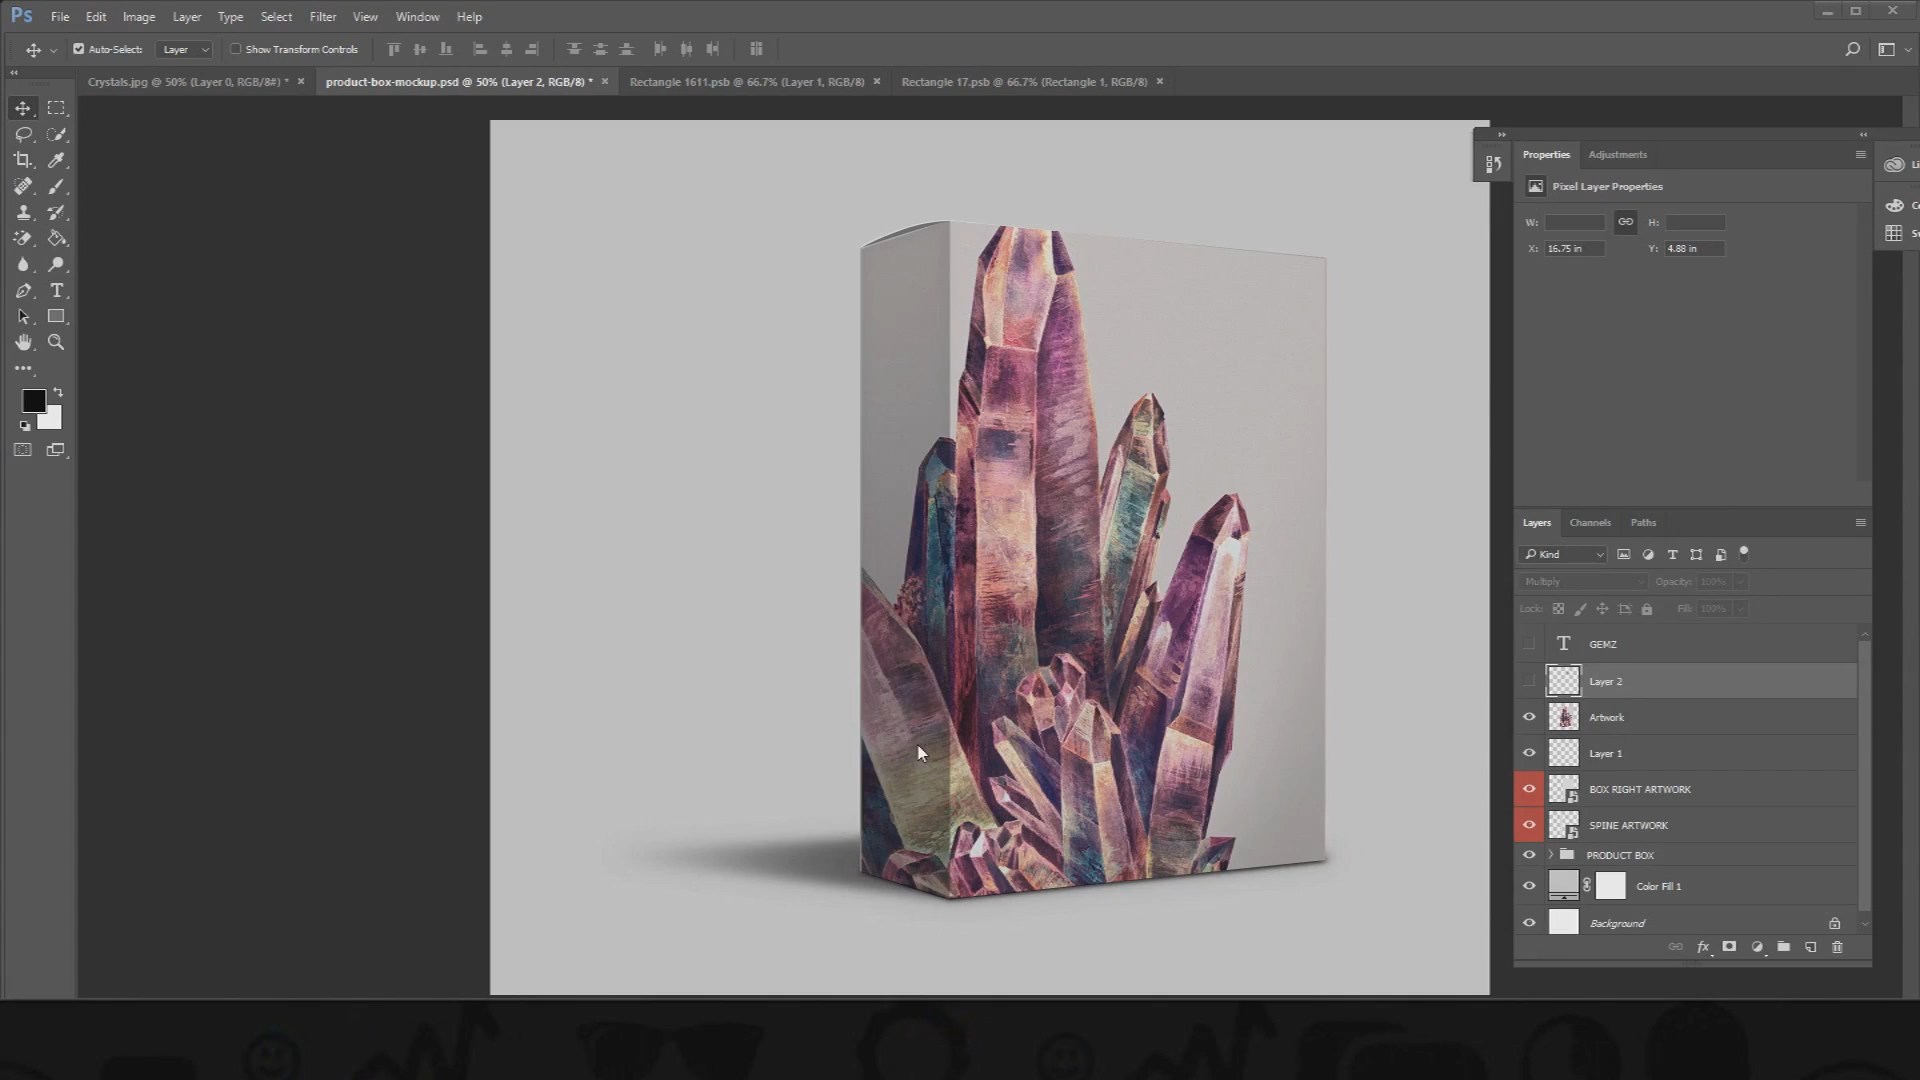 Ps File Edit Image Layer Type Select Filter View Window Help
Auto-Select: Layer Show Transform Controls
Crystals.jpg @ 50% (Layer 0, RGB/8#) * × product-box-mockup.psd @ 50% (Layer 2, RGB/8) * × Rectangle 1611.psb @ 66.7% (Layer 1, RGB/8) × Rectangle 17.psb @ 66.7% (Rectangle 1, RGB/8) ×
Properties Adjustments
Li
Pixel Layer Properties
W: H:
X: 16.75 in Y: 4.88 in
Layers Channels Paths
Kind
Multiply Opacity: 100%
Lock: Fill: 100%
T GEMZ
Layer 2
Artwork
Layer 1
BOX RIGHT ARTWORK
SPINE ARTWORK
PRODUCT BOX
Color Fill 1
Background
fx